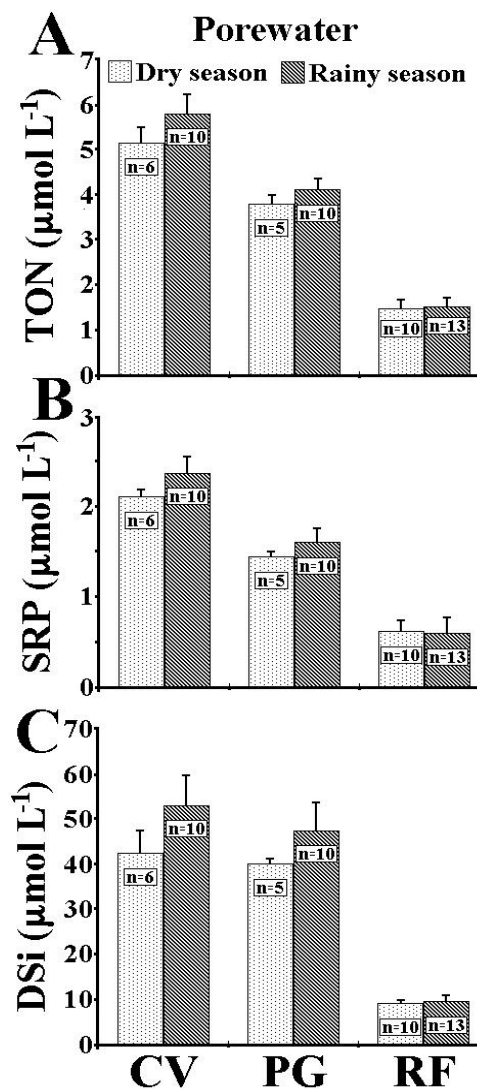 A Porewater
Dry season Rainy season
TON (µmol L-1)
7
6
5
4
3
2
1
0
n=6
n=10
n=5
n=10
n=10
n=13
B
SRP (µmol L-1)
3
2
1
0
n=6
n=10
n=5
n=10
n=10
n=13
C
DSi (µmol L-1)
70
60
50
40
30
20
10
0
n=6
n=10
n=5
n=10
n=10
n=13
CV PG RF